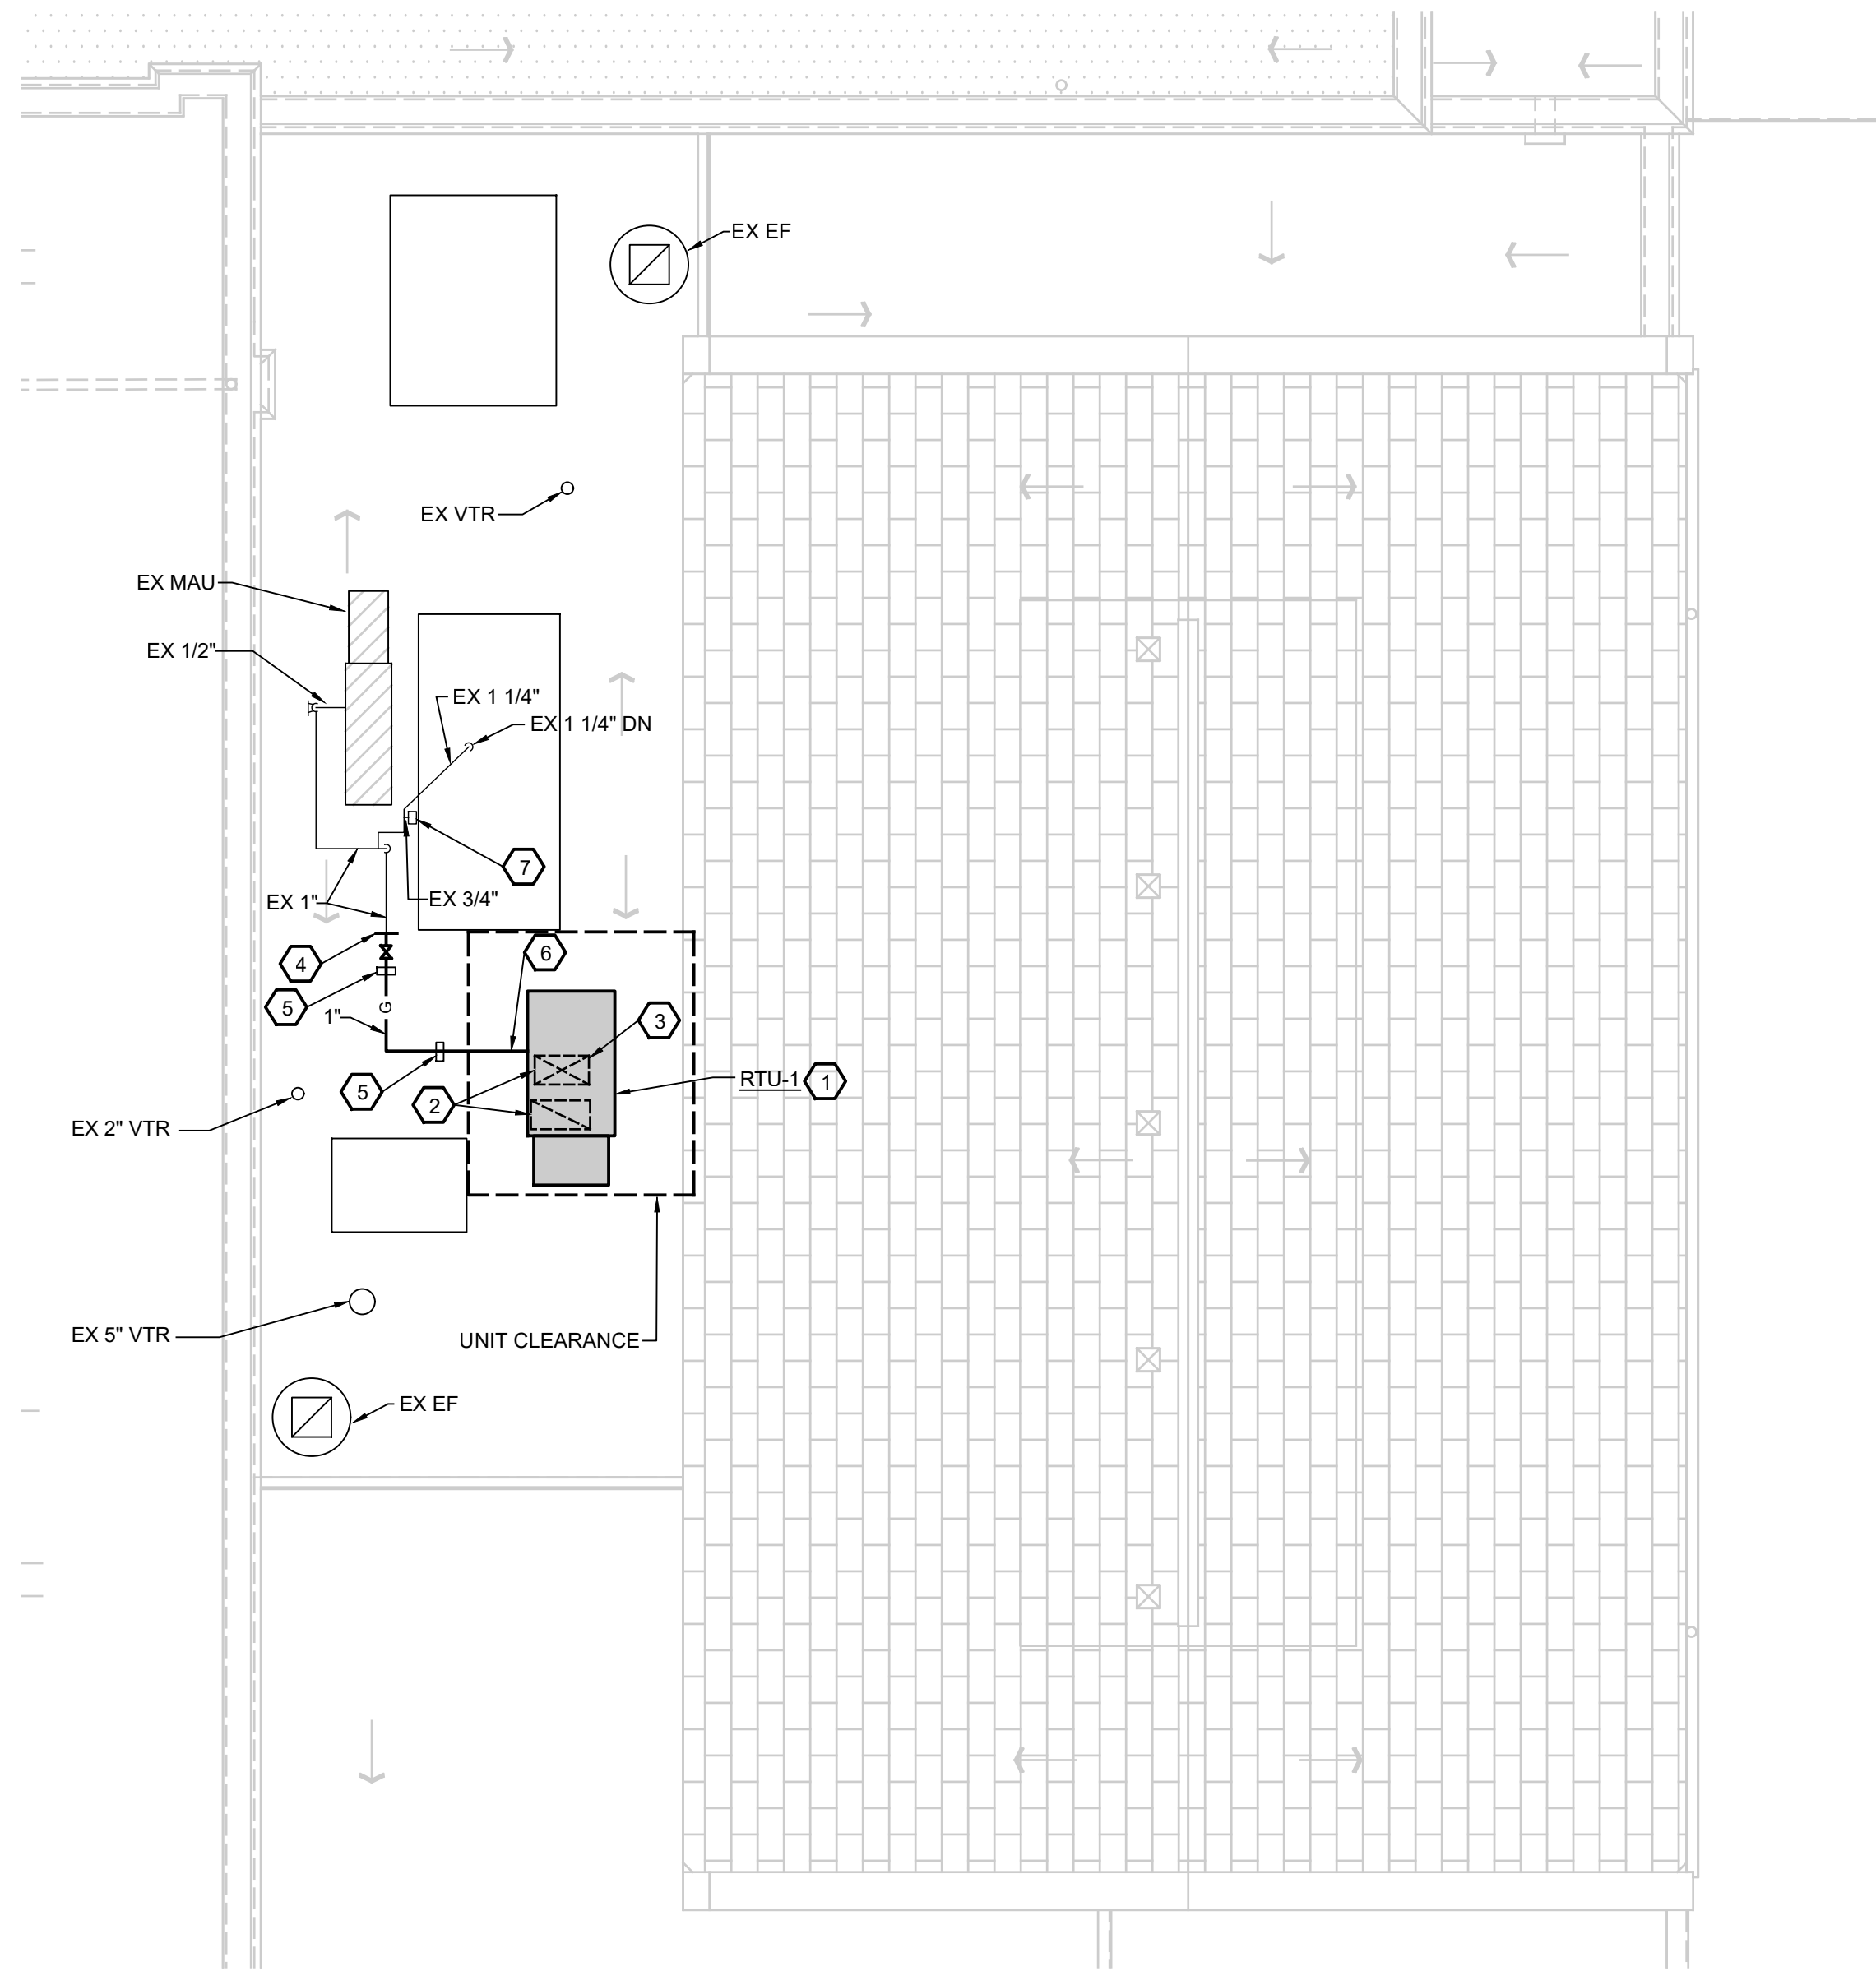 EX EF
EX VTR
EX MAU
EX 1/2"
EX 1 1/4"
EX 1 1/4" DN
7
EX 3/4"
EX 1"
6
4
5
G
1"
3
RTU-1
1
5
2
EX 2" VTR
EX 5" VTR
UNIT CLEARANCE
EX EF